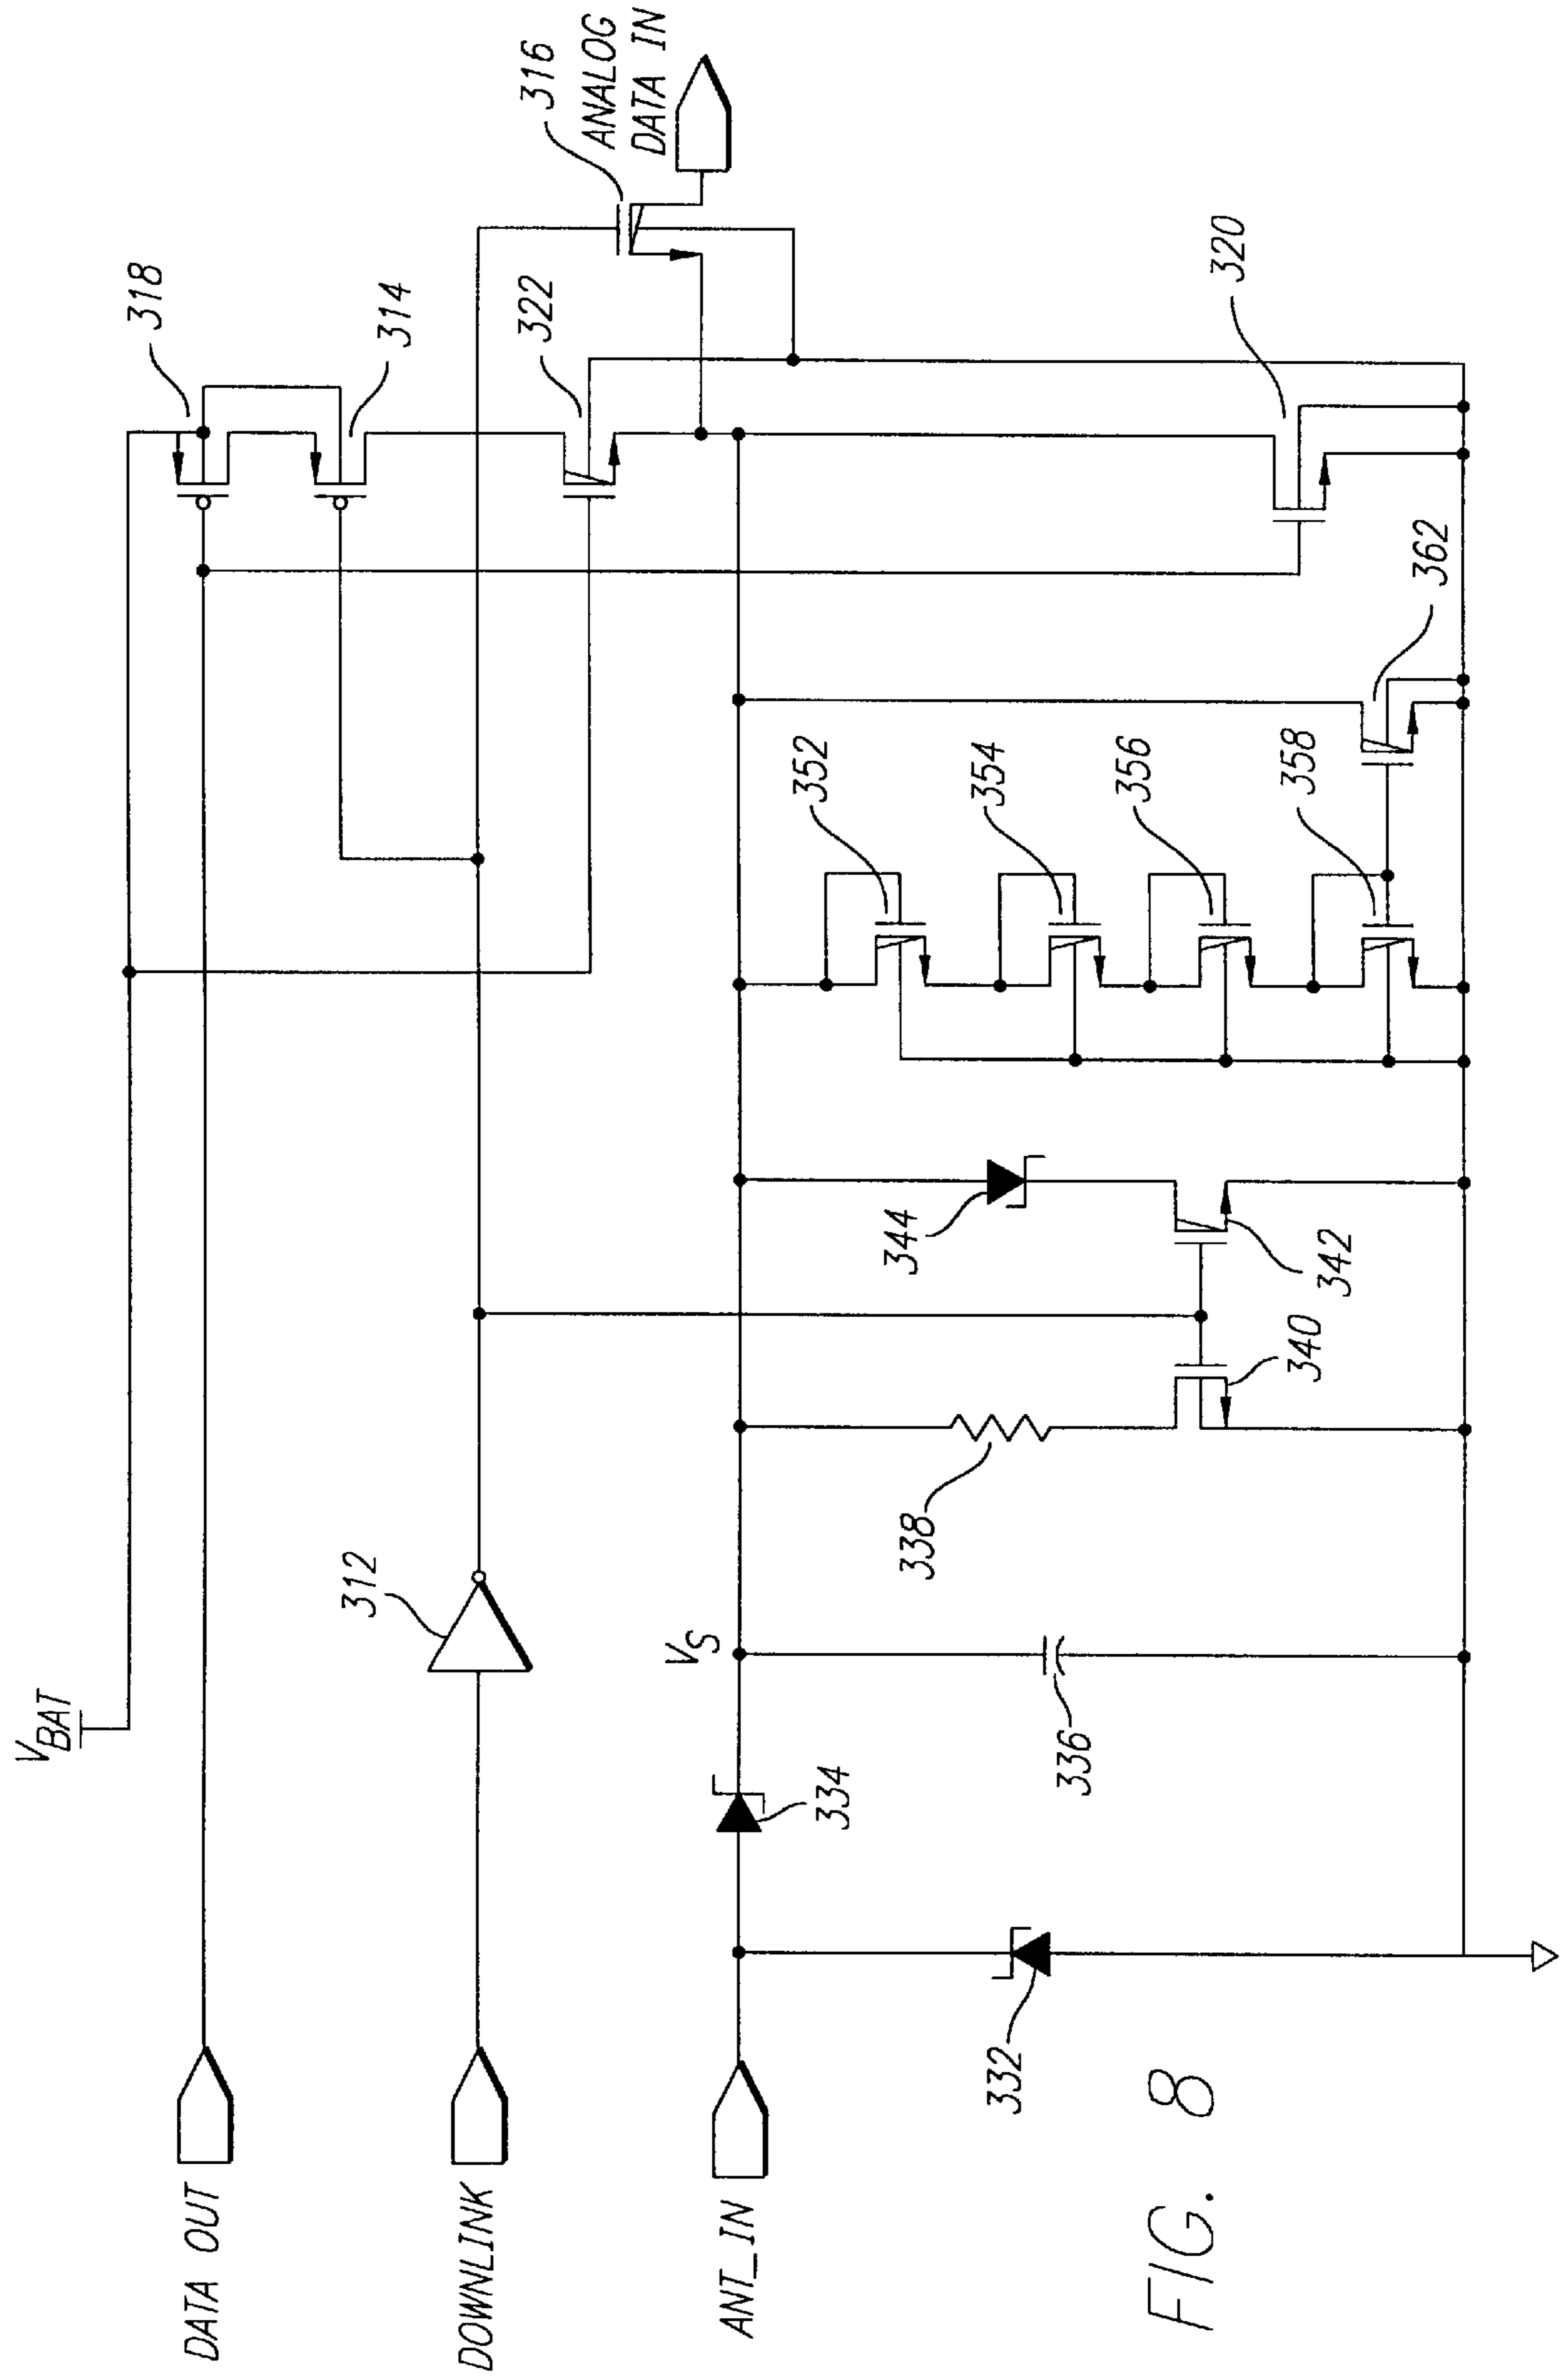 V_BAT
DATA OUT
DOWNLINK
ANT_IN
312
V_S
334
332
336
338
340
342
344
352
354
356
358
362
318
314
322
316
ANALOG
DATA IN
320
FIG. 8